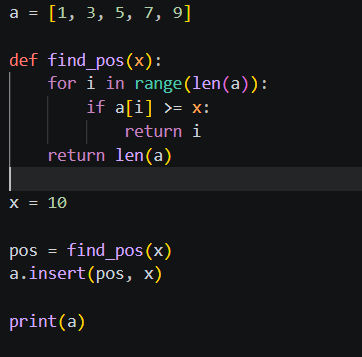 a = [1, 3, 5, 7, 9]
def find_pos(x):
    for i in range(len(a)):
        if a[i] >= x:
            return i
    return len(a)
x = 10
pos = find_pos(x)
a.insert(pos, x)
print(a)